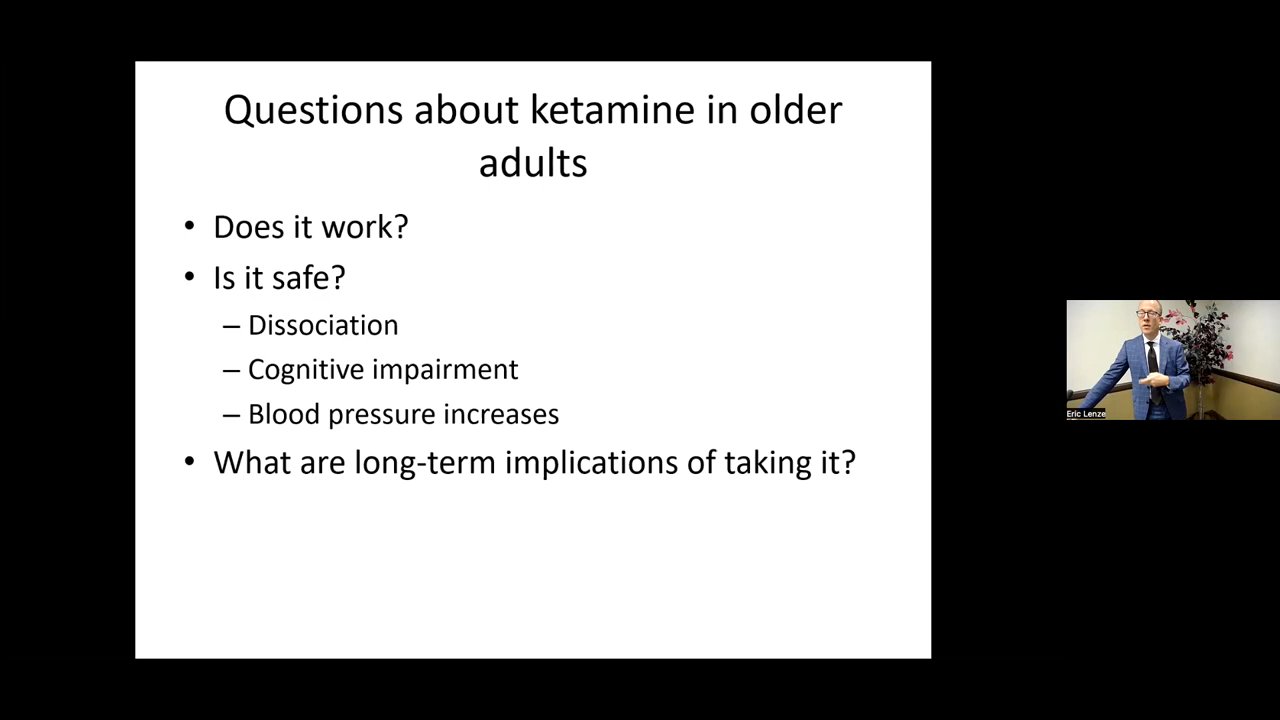 Questions about ketamine in older
adults
• Does it work?
• Is it safe?
– Dissociation
– Cognitive impairment
– Blood pressure increases
• What are long-term implications of taking it?
Eric Lenze